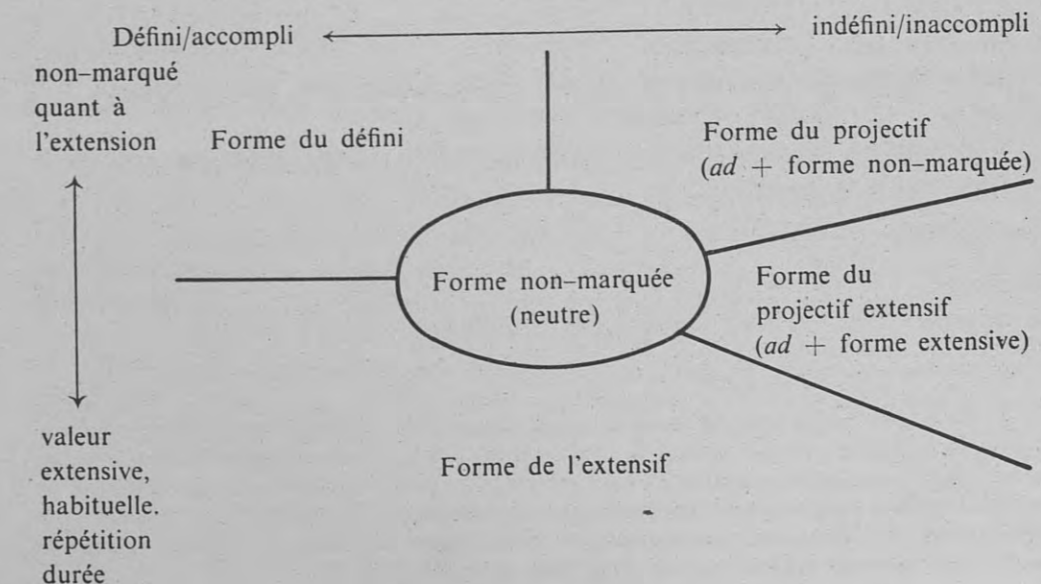 Défini/accompli
indéfini/inaccompli
non–marqué
quant à
l'extension
Forme du défini
Forme du projectif
(ad + forme non–marquée)
Forme non–marquée
(neutre)
Forme du
projectif extensif
(ad + forme extensive)
valeur
extensive,
habituelle.
répétition
durée
Forme de l'extensif